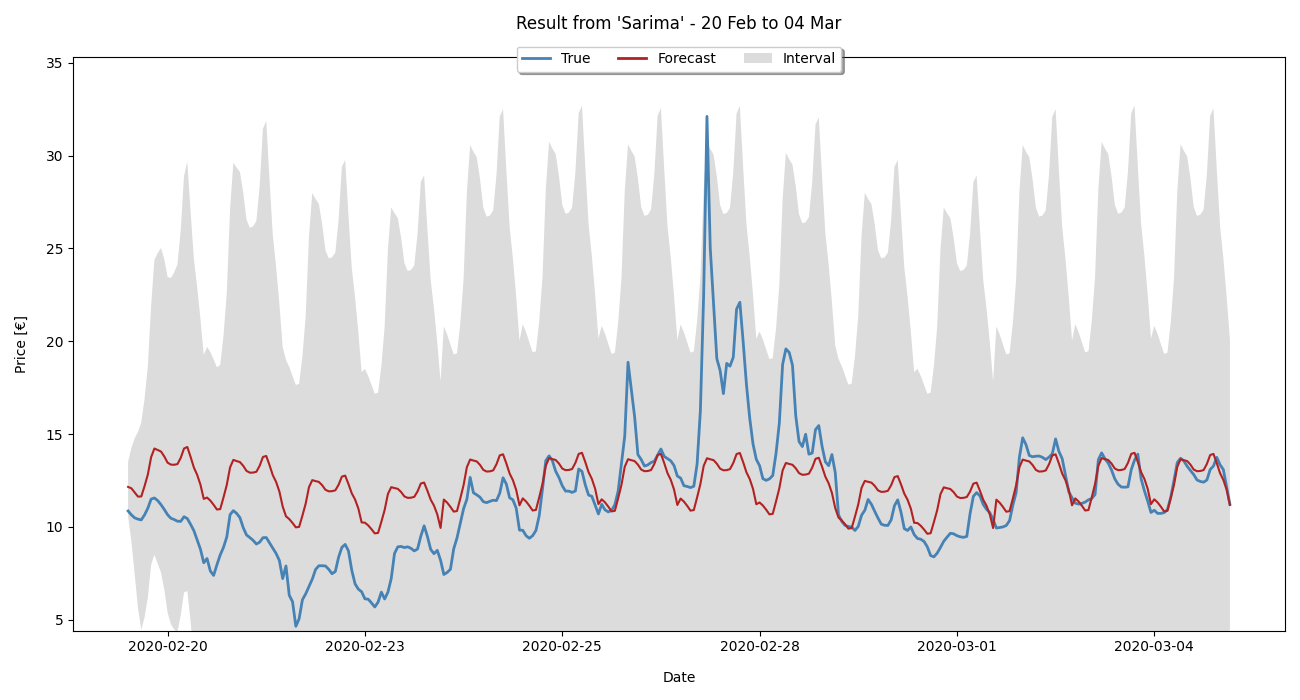 Result from 'Sarima' - 20 Feb to 04 Mar
True Forecast Interval
35
30
25
20
15
10
5
Price [€]
2020-02-20 2020-02-23 2020-02-25 2020-02-28 2020-03-01 2020-03-04
Date